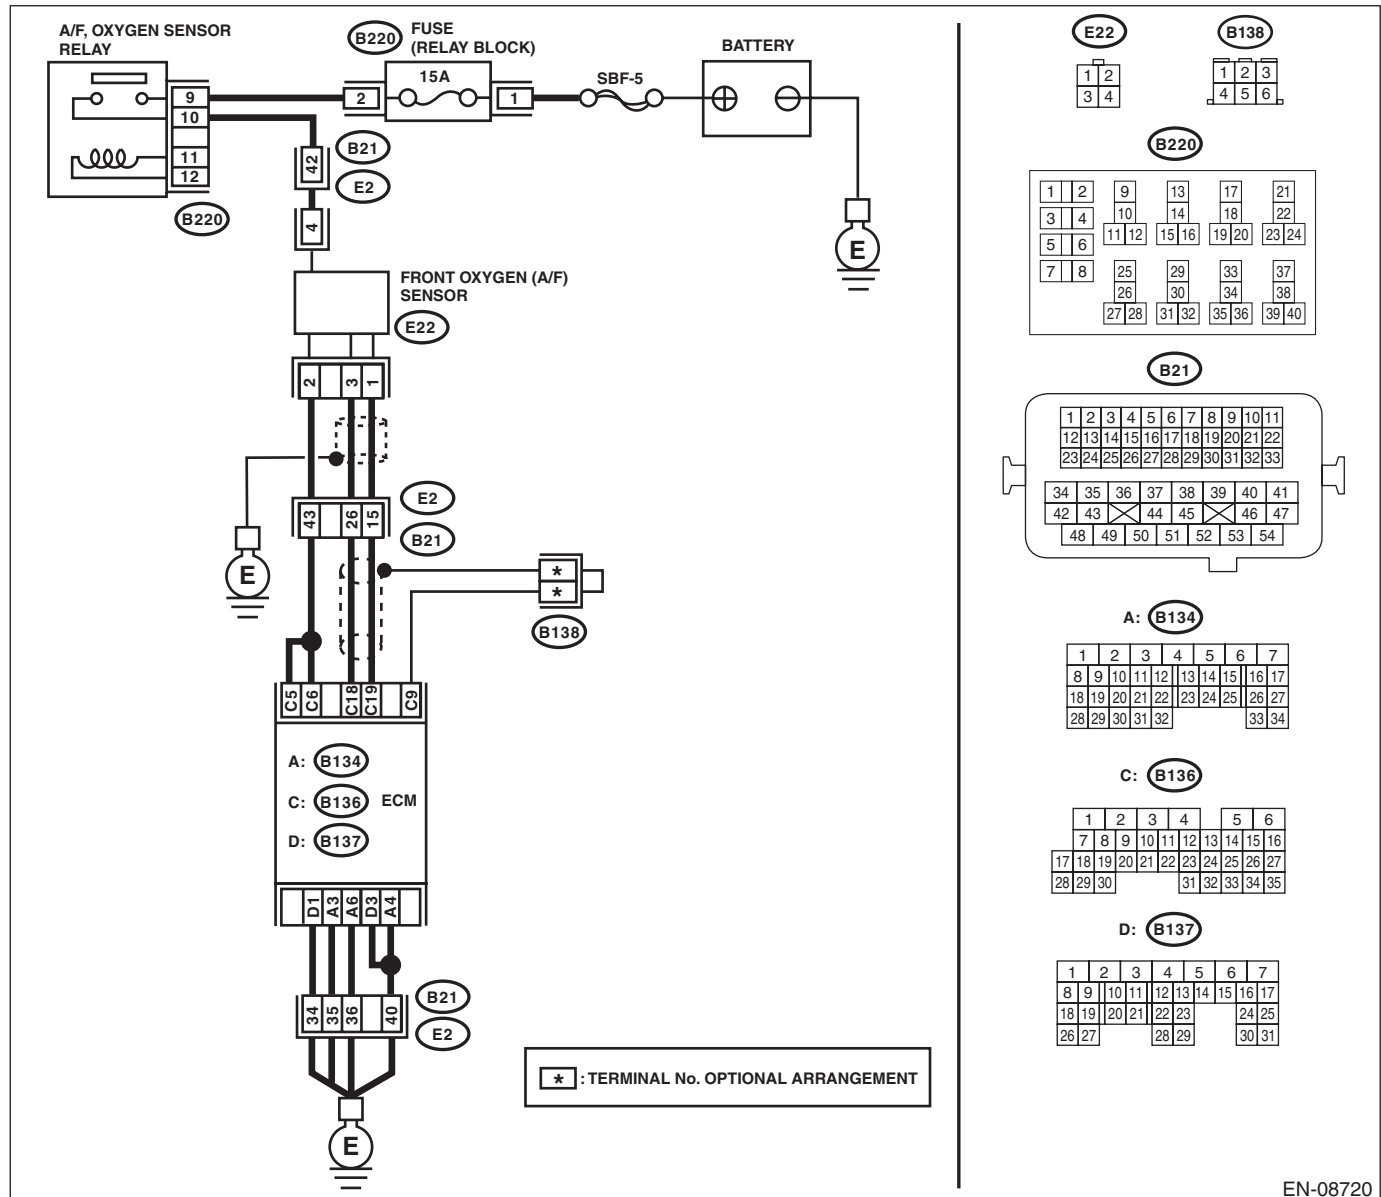 A/F, OXYGEN SENSOR
RELAY
B220
FUSE
(RELAY BLOCK)
15A
BATTERY
SBF-5
9
10
11
12
2
1
B220
42
B21
E2
4
E
FRONT OXYGEN (A/F)
SENSOR
E22
2 3 1
E
43 26 15
E2
B21
*
*
B138
C5 C6 C18 C19 C9
A: B134
C: B136 ECM
D: B137
D1 A3 A6 D3 A4
34 35 36 40
B21
E2
E
* : TERMINAL No. OPTIONAL ARRANGEMENT
E22
1 2
3 4
B138
1 2 3
4 5 6
B220
1 2 9 13 17 21
3 4 10 14 18 22
5 6 11 12 15 16 19 20 23 24
7 8 25 29 33 37
26 30 34 38
27 28 31 32 35 36 39 40
B21
1 2 3 4 5 6 7 8 9 10 11
12 13 14 15 16 17 18 19 20 21 22
23 24 25 26 27 28 29 30 31 32 33
34 35 36 37 38 39 40 41
42 43 44 45 46 47
48 49 50 51 52 53 54
A: B134
1 2 3 4 5 6 7
8 9 10 11 12 13 14 15 16 17
18 19 20 21 22 23 24 25 26 27
28 29 30 31 32 33 34
C: B136
1 2 3 4 5 6
7 8 9 10 11 12 13 14 15 16
17 18 19 20 21 22 23 24 25 26 27
28 29 30 31 32 33 34 35
D: B137
1 2 3 4 5 6 7
8 9 10 11 12 13 14 15 16 17
18 19 20 21 22 23 24 25
26 27 28 29 30 31
EN-08720